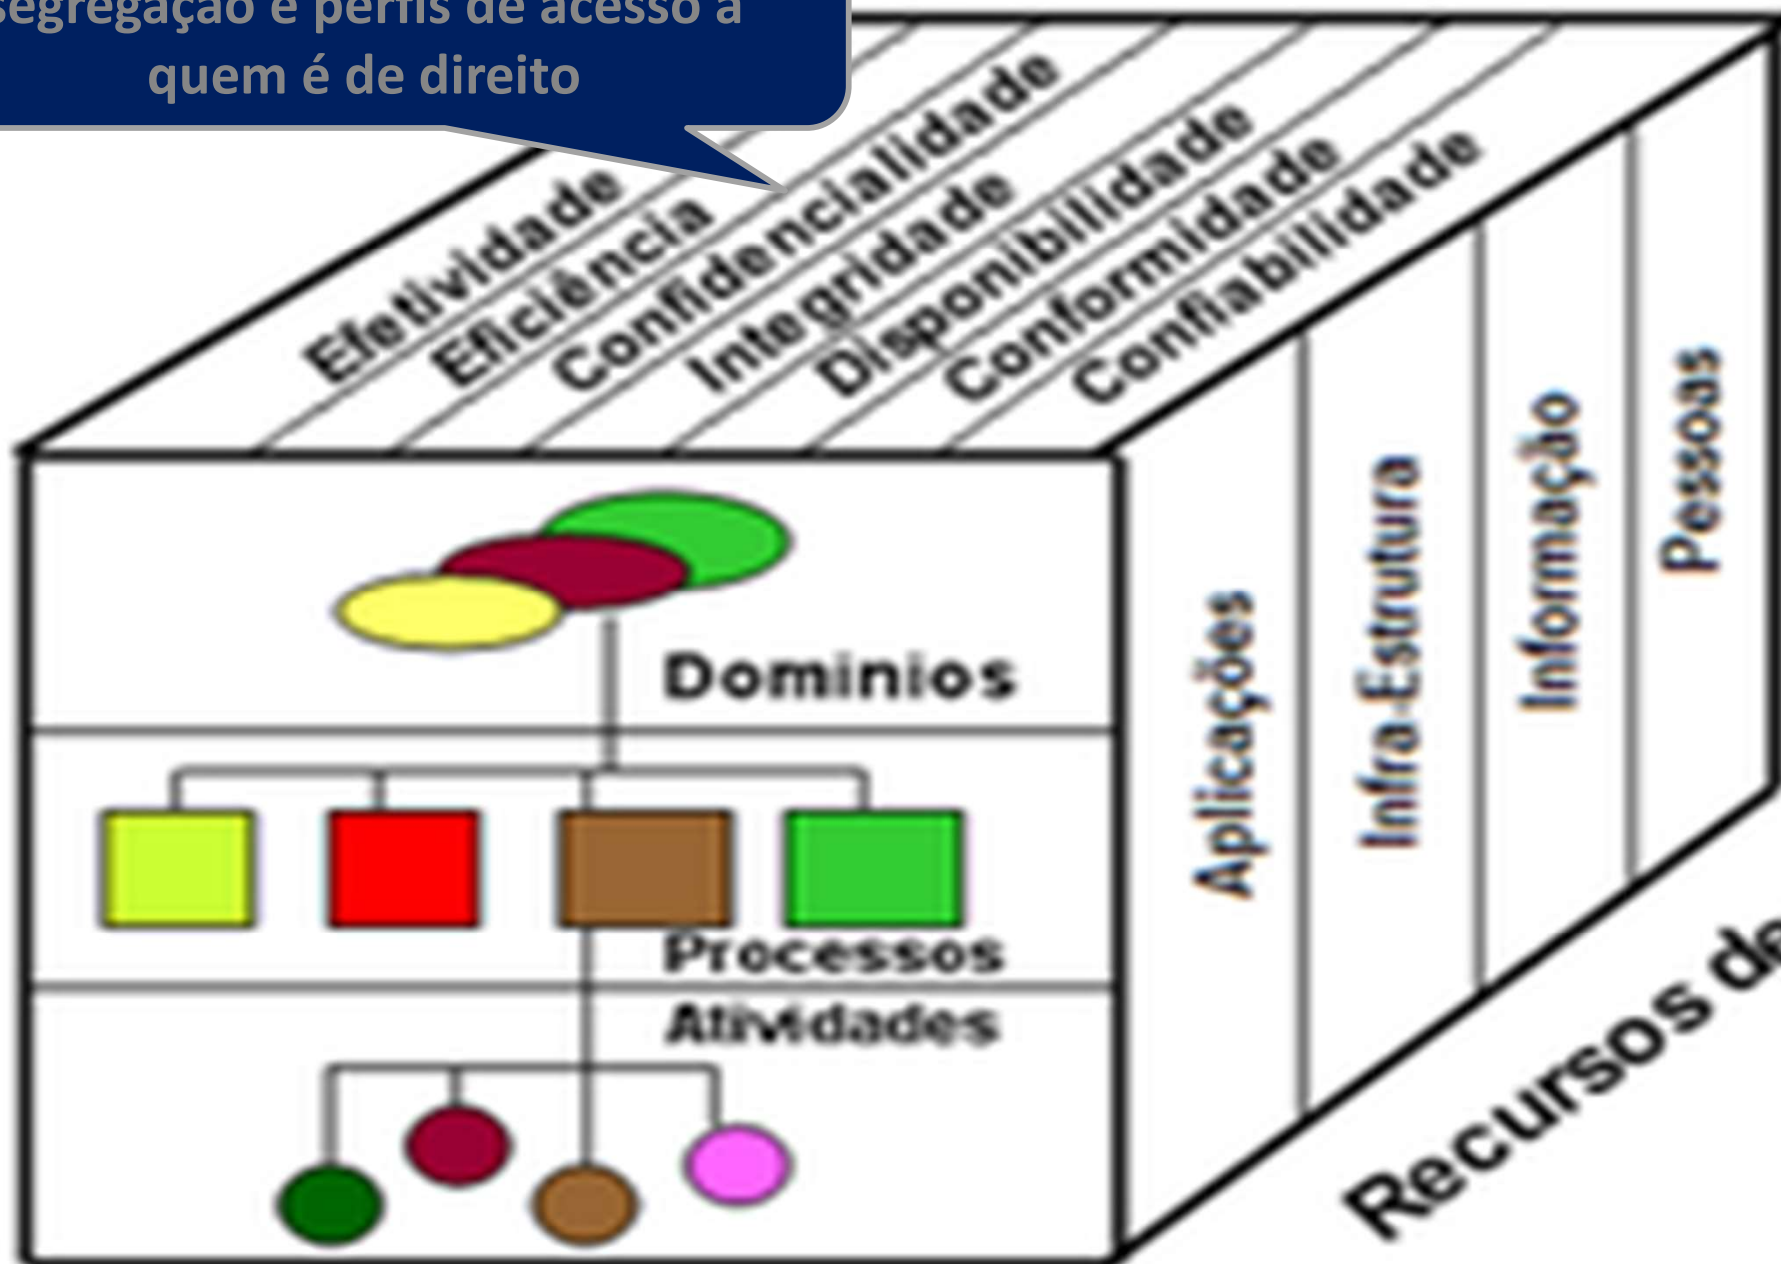 segregação e perfis de acesso a
quem é de direito
Efetividade
Eficiência
Confidencialidade
Integridade
Disponibilidade
Conformidade
Confiabilidade
Dominios
Processos
Atividades
Aplicações
Infra-Estrutura
Informação
Pessoas
Recursos de